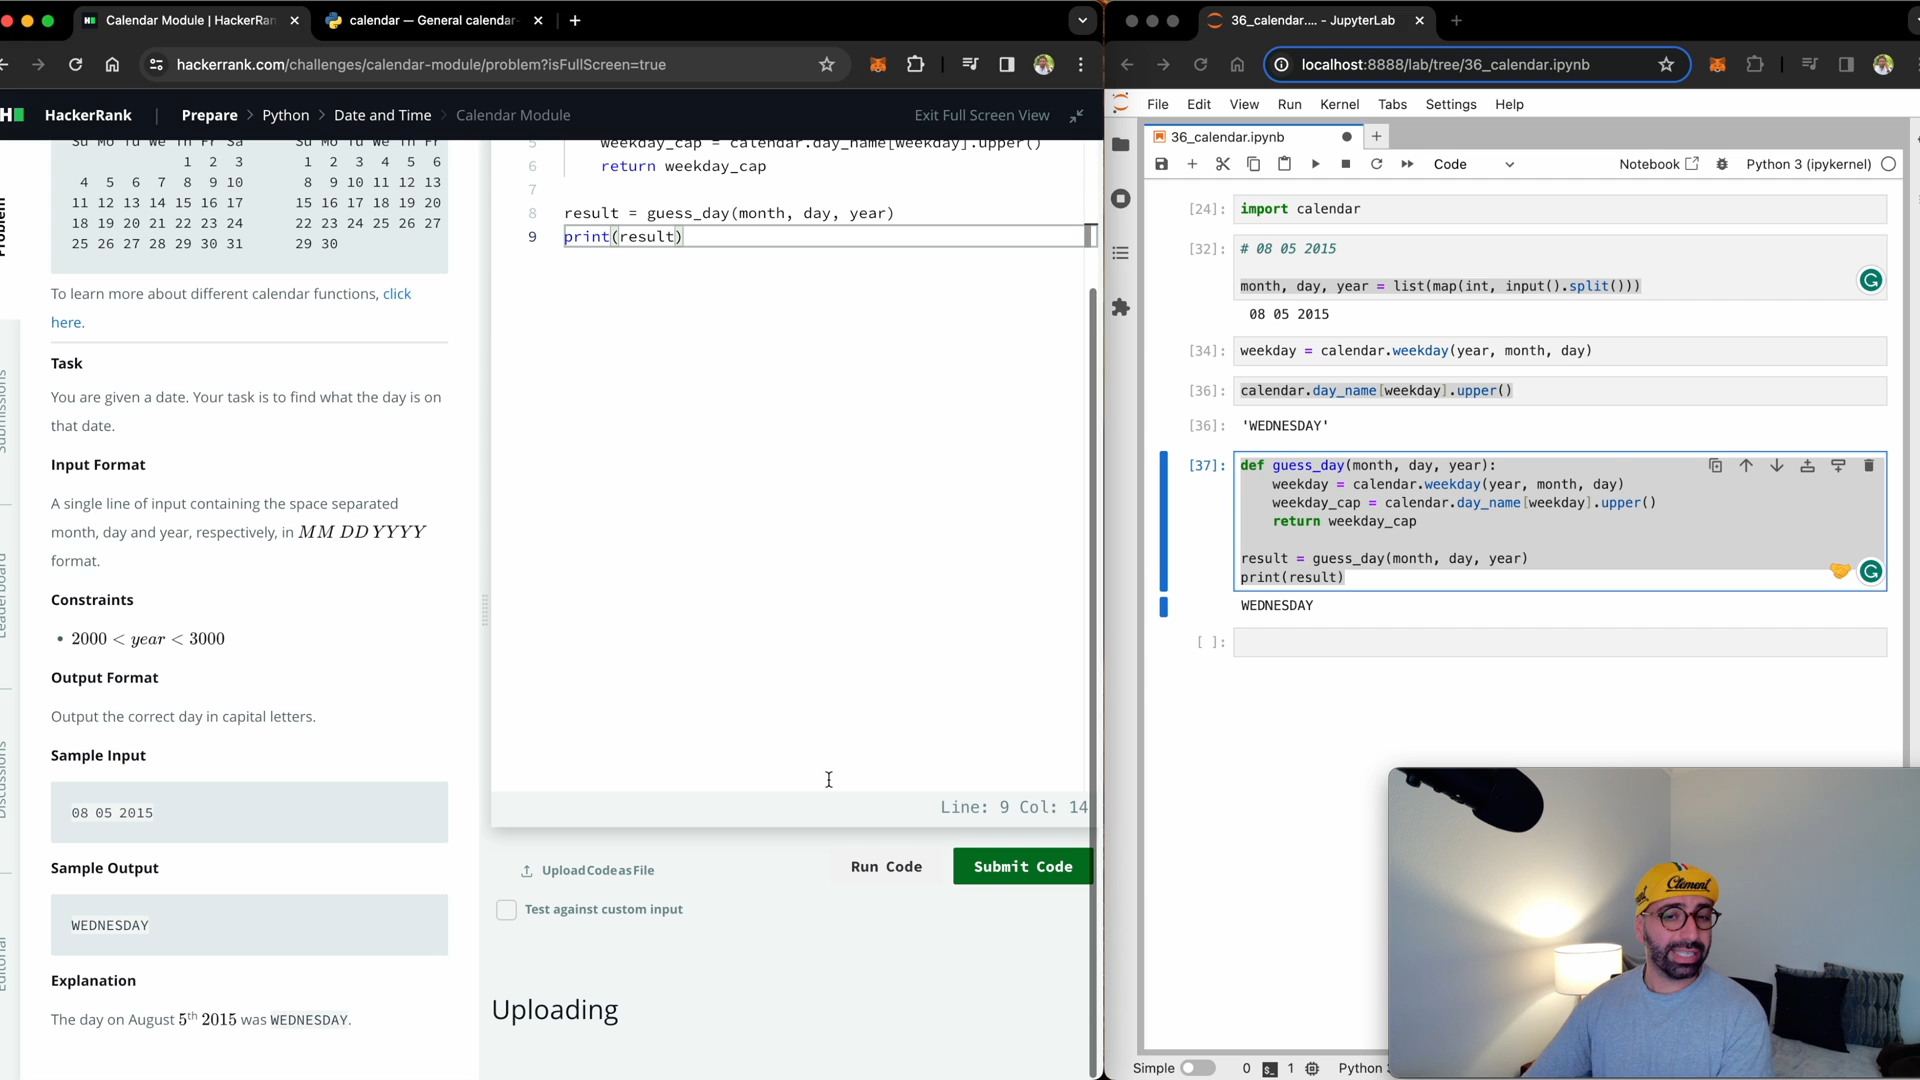 Calendar Module | HackerRan
calendar — General calendar-
hackerrank.com/challenges/calendar-module/problem?isFullScreen=true
HackerRank | Prepare > Python > Date and Time > Calendar Module
Exit Full Screen View
Problem
Submissions
Leaderboard
Discussions
Editorial
Su Mo Tu We Th Fr Sa Su Mo Tu We Th Fr Sa
1 2 3 1 2 3 4 5 6
4 5 6 7 8 9 10 8 9 10 11 12 13
11 12 13 14 15 16 17 15 16 17 18 19 20
18 19 20 21 22 23 24 22 23 24 25 26 27
25 26 27 28 29 30 31 29 30
To learn more about different calendar functions, click
here.
Task
You are given a date. Your task is to find what the day is on
that date.
Input Format
A single line of input containing the space separated
month, day and year, respectively, in MM DD YYYY
format.
Constraints
• 2000 < year < 3000
Output Format
Output the correct day in capital letters.
Sample Input
08 05 2015
Sample Output
WEDNESDAY
Explanation
The day on August 5th 2015 was WEDNESDAY.
5 weekday_cap = calendar.day_name[weekday].upper()
6 return weekday_cap
7
8 result = guess_day(month, day, year)
9 print(result)
Line: 9 Col: 14
Upload Code as File
Run Code
Submit Code
Test against custom input
Uploading
36_calendar.... - JupyterLab
localhost:8888/lab/tree/36_calendar.ipynb
File Edit View Run Kernel Tabs Settings Help
36_calendar.ipynb
Code
Notebook
Python 3 (ipykernel)
[24]: import calendar
[32]: # 08 05 2015
month, day, year = list(map(int, input().split()))
08 05 2015
[34]: weekday = calendar.weekday(year, month, day)
[36]: calendar.day_name[weekday].upper()
[36]: 'WEDNESDAY'
[37]: def guess_day(month, day, year):
weekday = calendar.weekday(year, month, day)
weekday_cap = calendar.day_name[weekday].upper()
return weekday_cap
result = guess_day(month, day, year)
print(result)
WEDNESDAY
[ ]:
Clément
Simple 0 1 Python